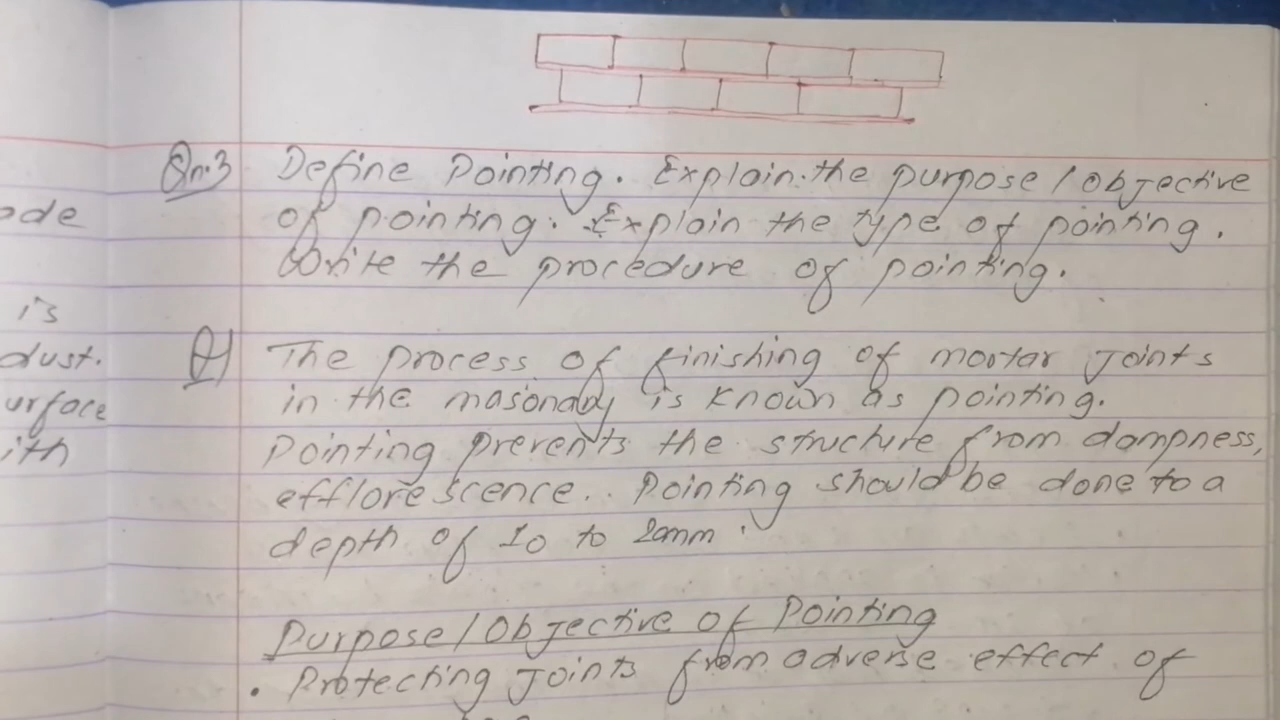 Qn.3 Define Pointing. Explain the purpose/objective
of pointing. Explain the type of pointing.
Write the procedure of pointing.
The process of finishing of mortar joints
in the masonary is known as pointing.
Pointing prevents the structure from dampness,
efflorescence. Pointing should be done to a
depth of 10 to 20mm.
Purpose/Objective of Pointing
• Protecting joints from adverse effect of
ode
is
dust.
urface
ith